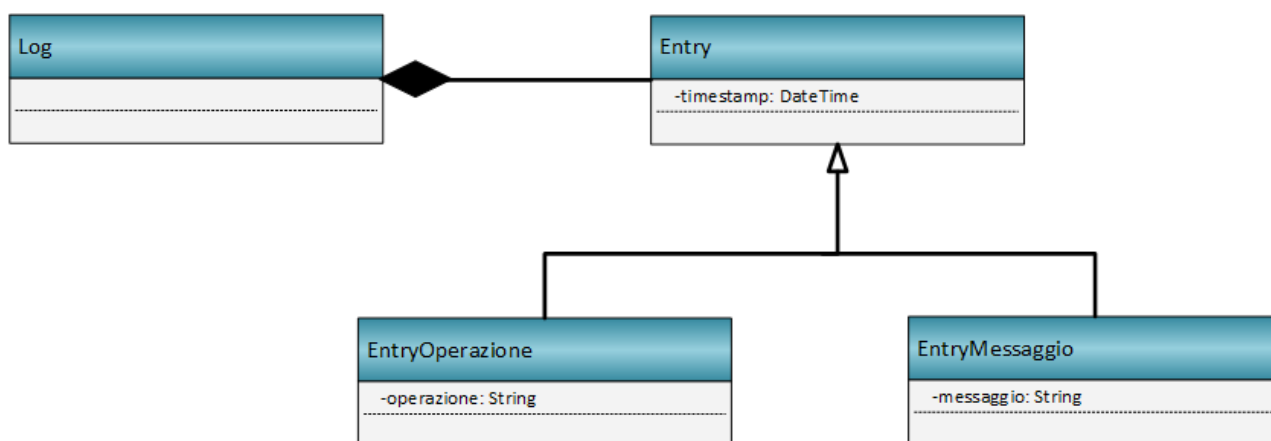 Log
Entry
-timestamp: DateTime
EntryOperazione
-operazione: String
EntryMessaggio
-messaggio: String